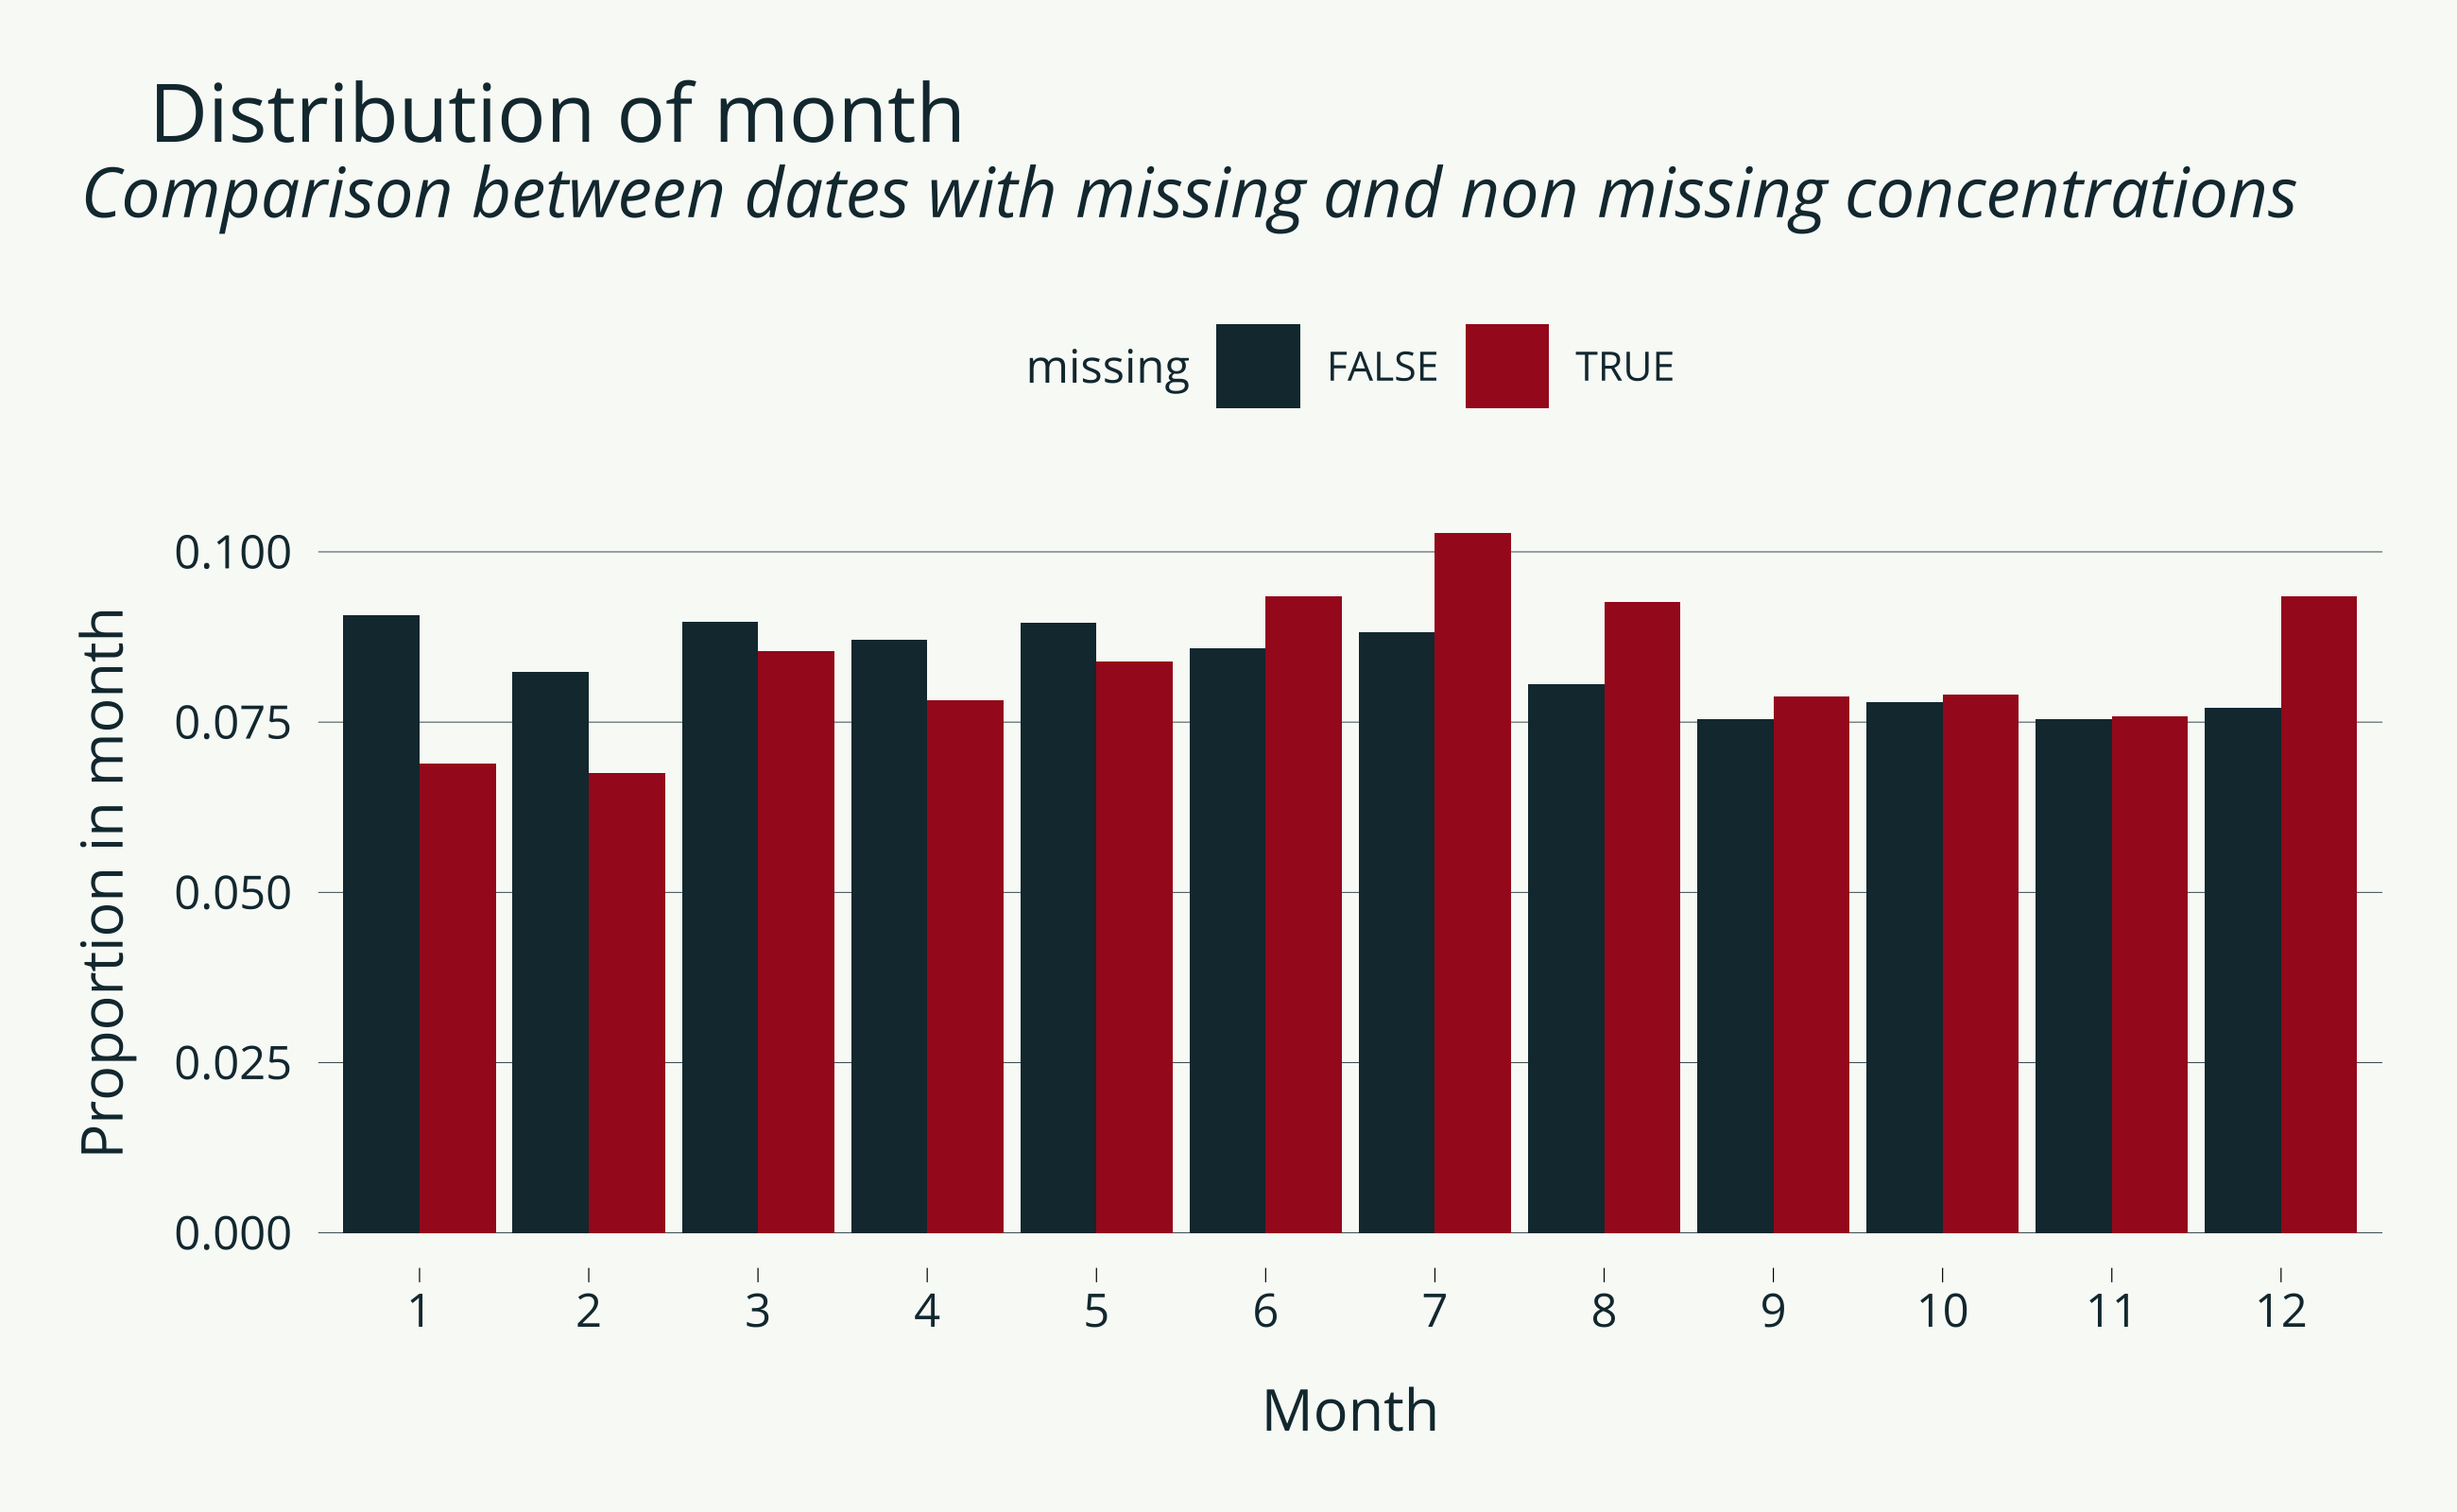 Distribution of month
Comparison between dates with missing and non missing concentrations
missing FALSE TRUE
0.100
0.075
0.050
0.025
0.000
Proportion in month
1 2 3 4 5 6 7 8 9 10 11 12
Month